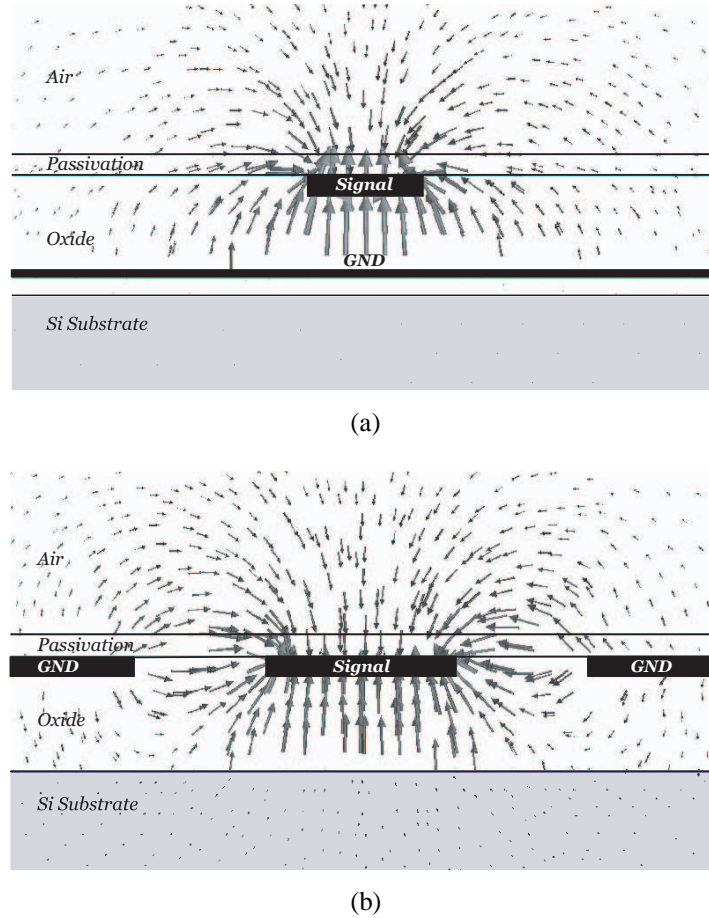 Air
Passivation
Signal
Oxide
GND
Si Substrate
(a)
Air
Passivation
GND Signal GND
Oxide
Si Substrate
(b)